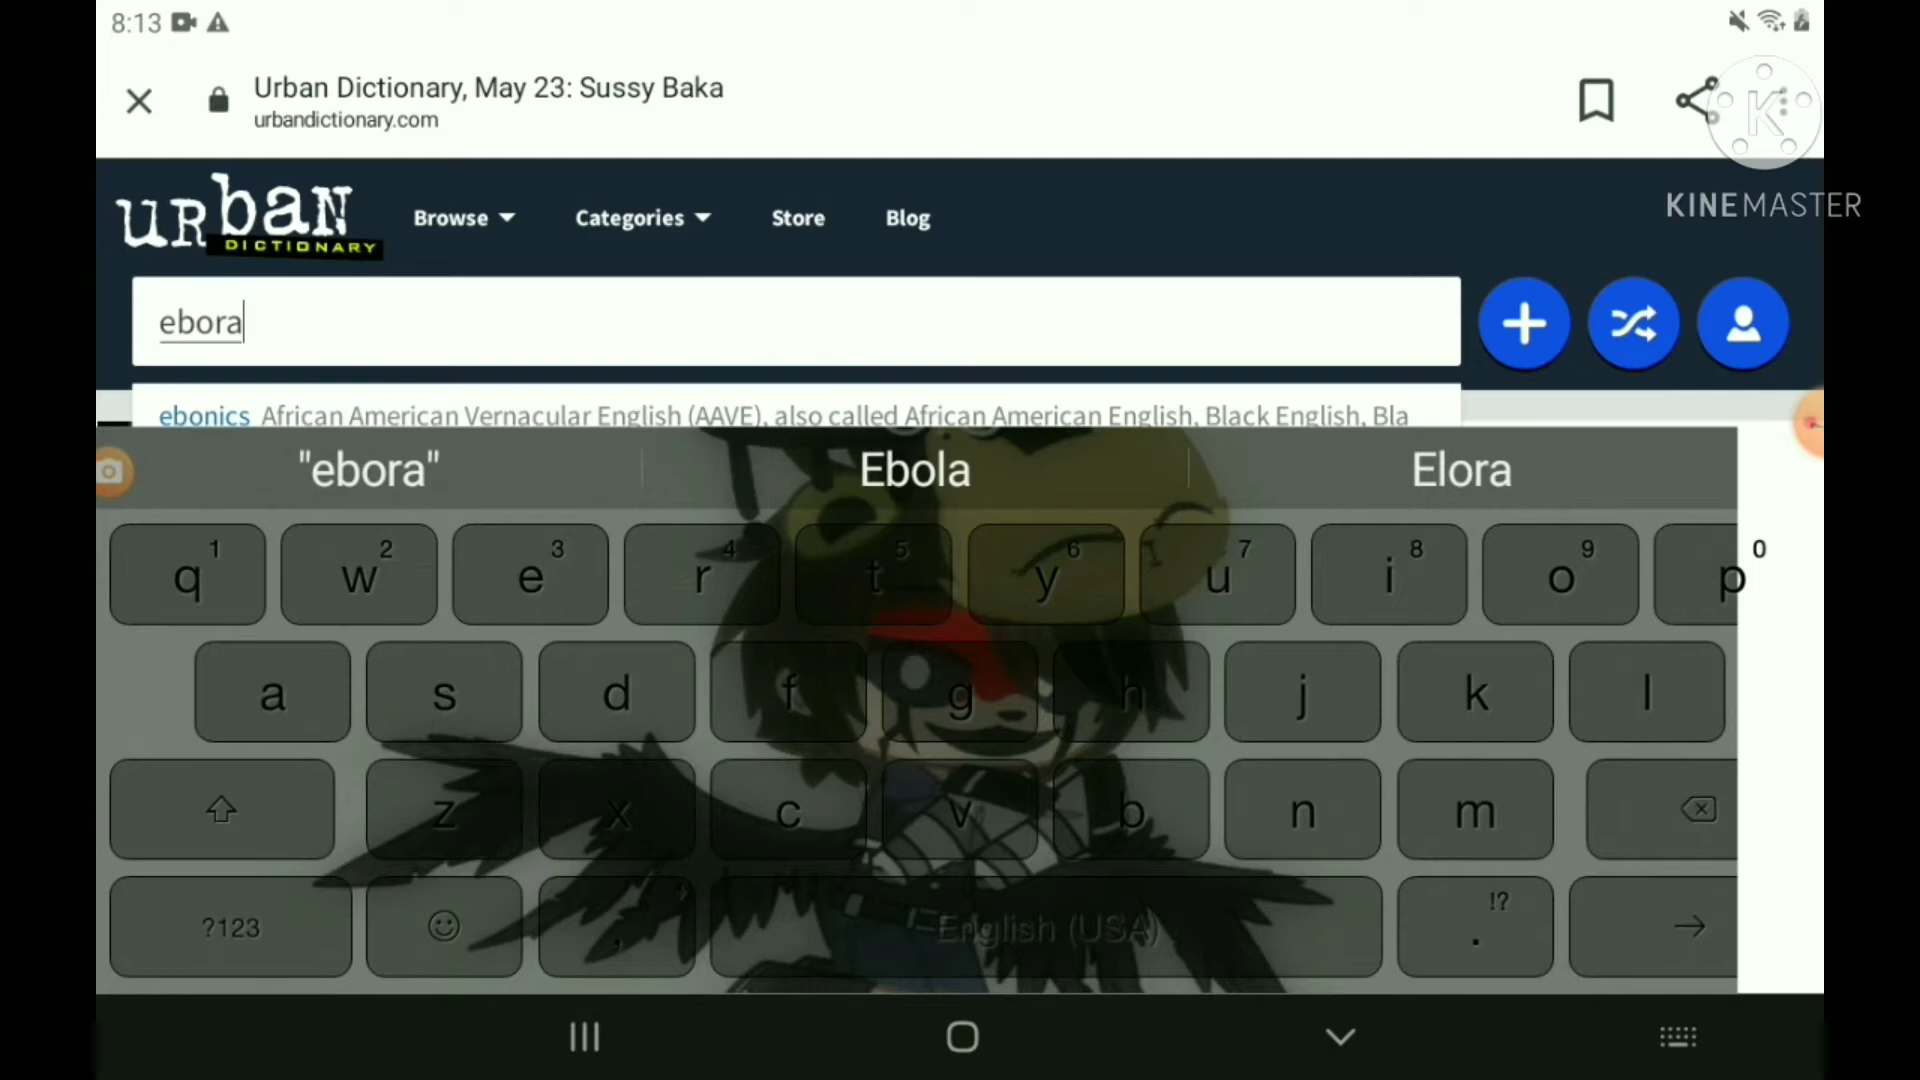 8:13
Urban Dictionary, May 23: Sussy Baka
urbandictionary.com
KINEMASTER
urban
DICTIONARY
Browse
Categories
Store
Blog
ebora
ebonics African American Vernacular English (AAVE), also called African American English, Black English, Bla
"ebora" Ebola Elora
1 2 3 4 5 6 7 8 9 0
q w e r t y u i o p
a s d f g h j k l
z x c v b n m
?123 , English (USA) . !?